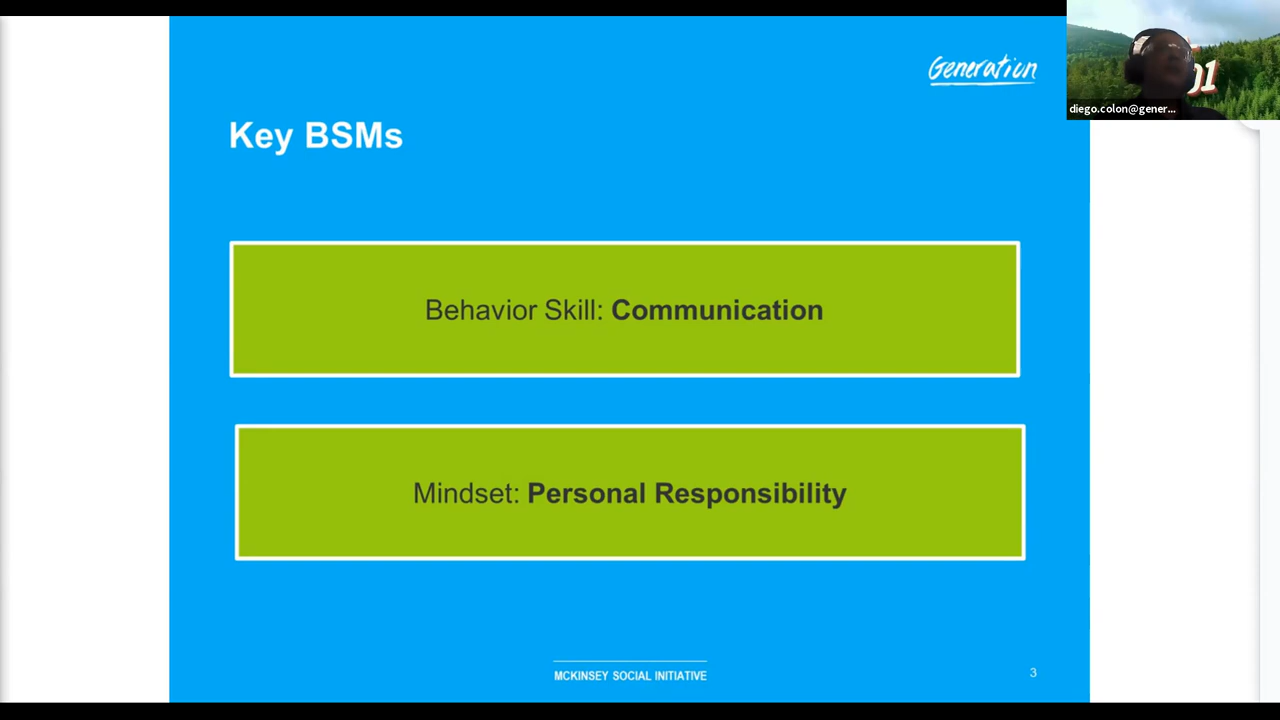 Generation
Key BSMs
Behavior Skill: Communication
Mindset: Personal Responsibility
MCKINSEY SOCIAL INITIATIVE
3
diego.colon@gener...